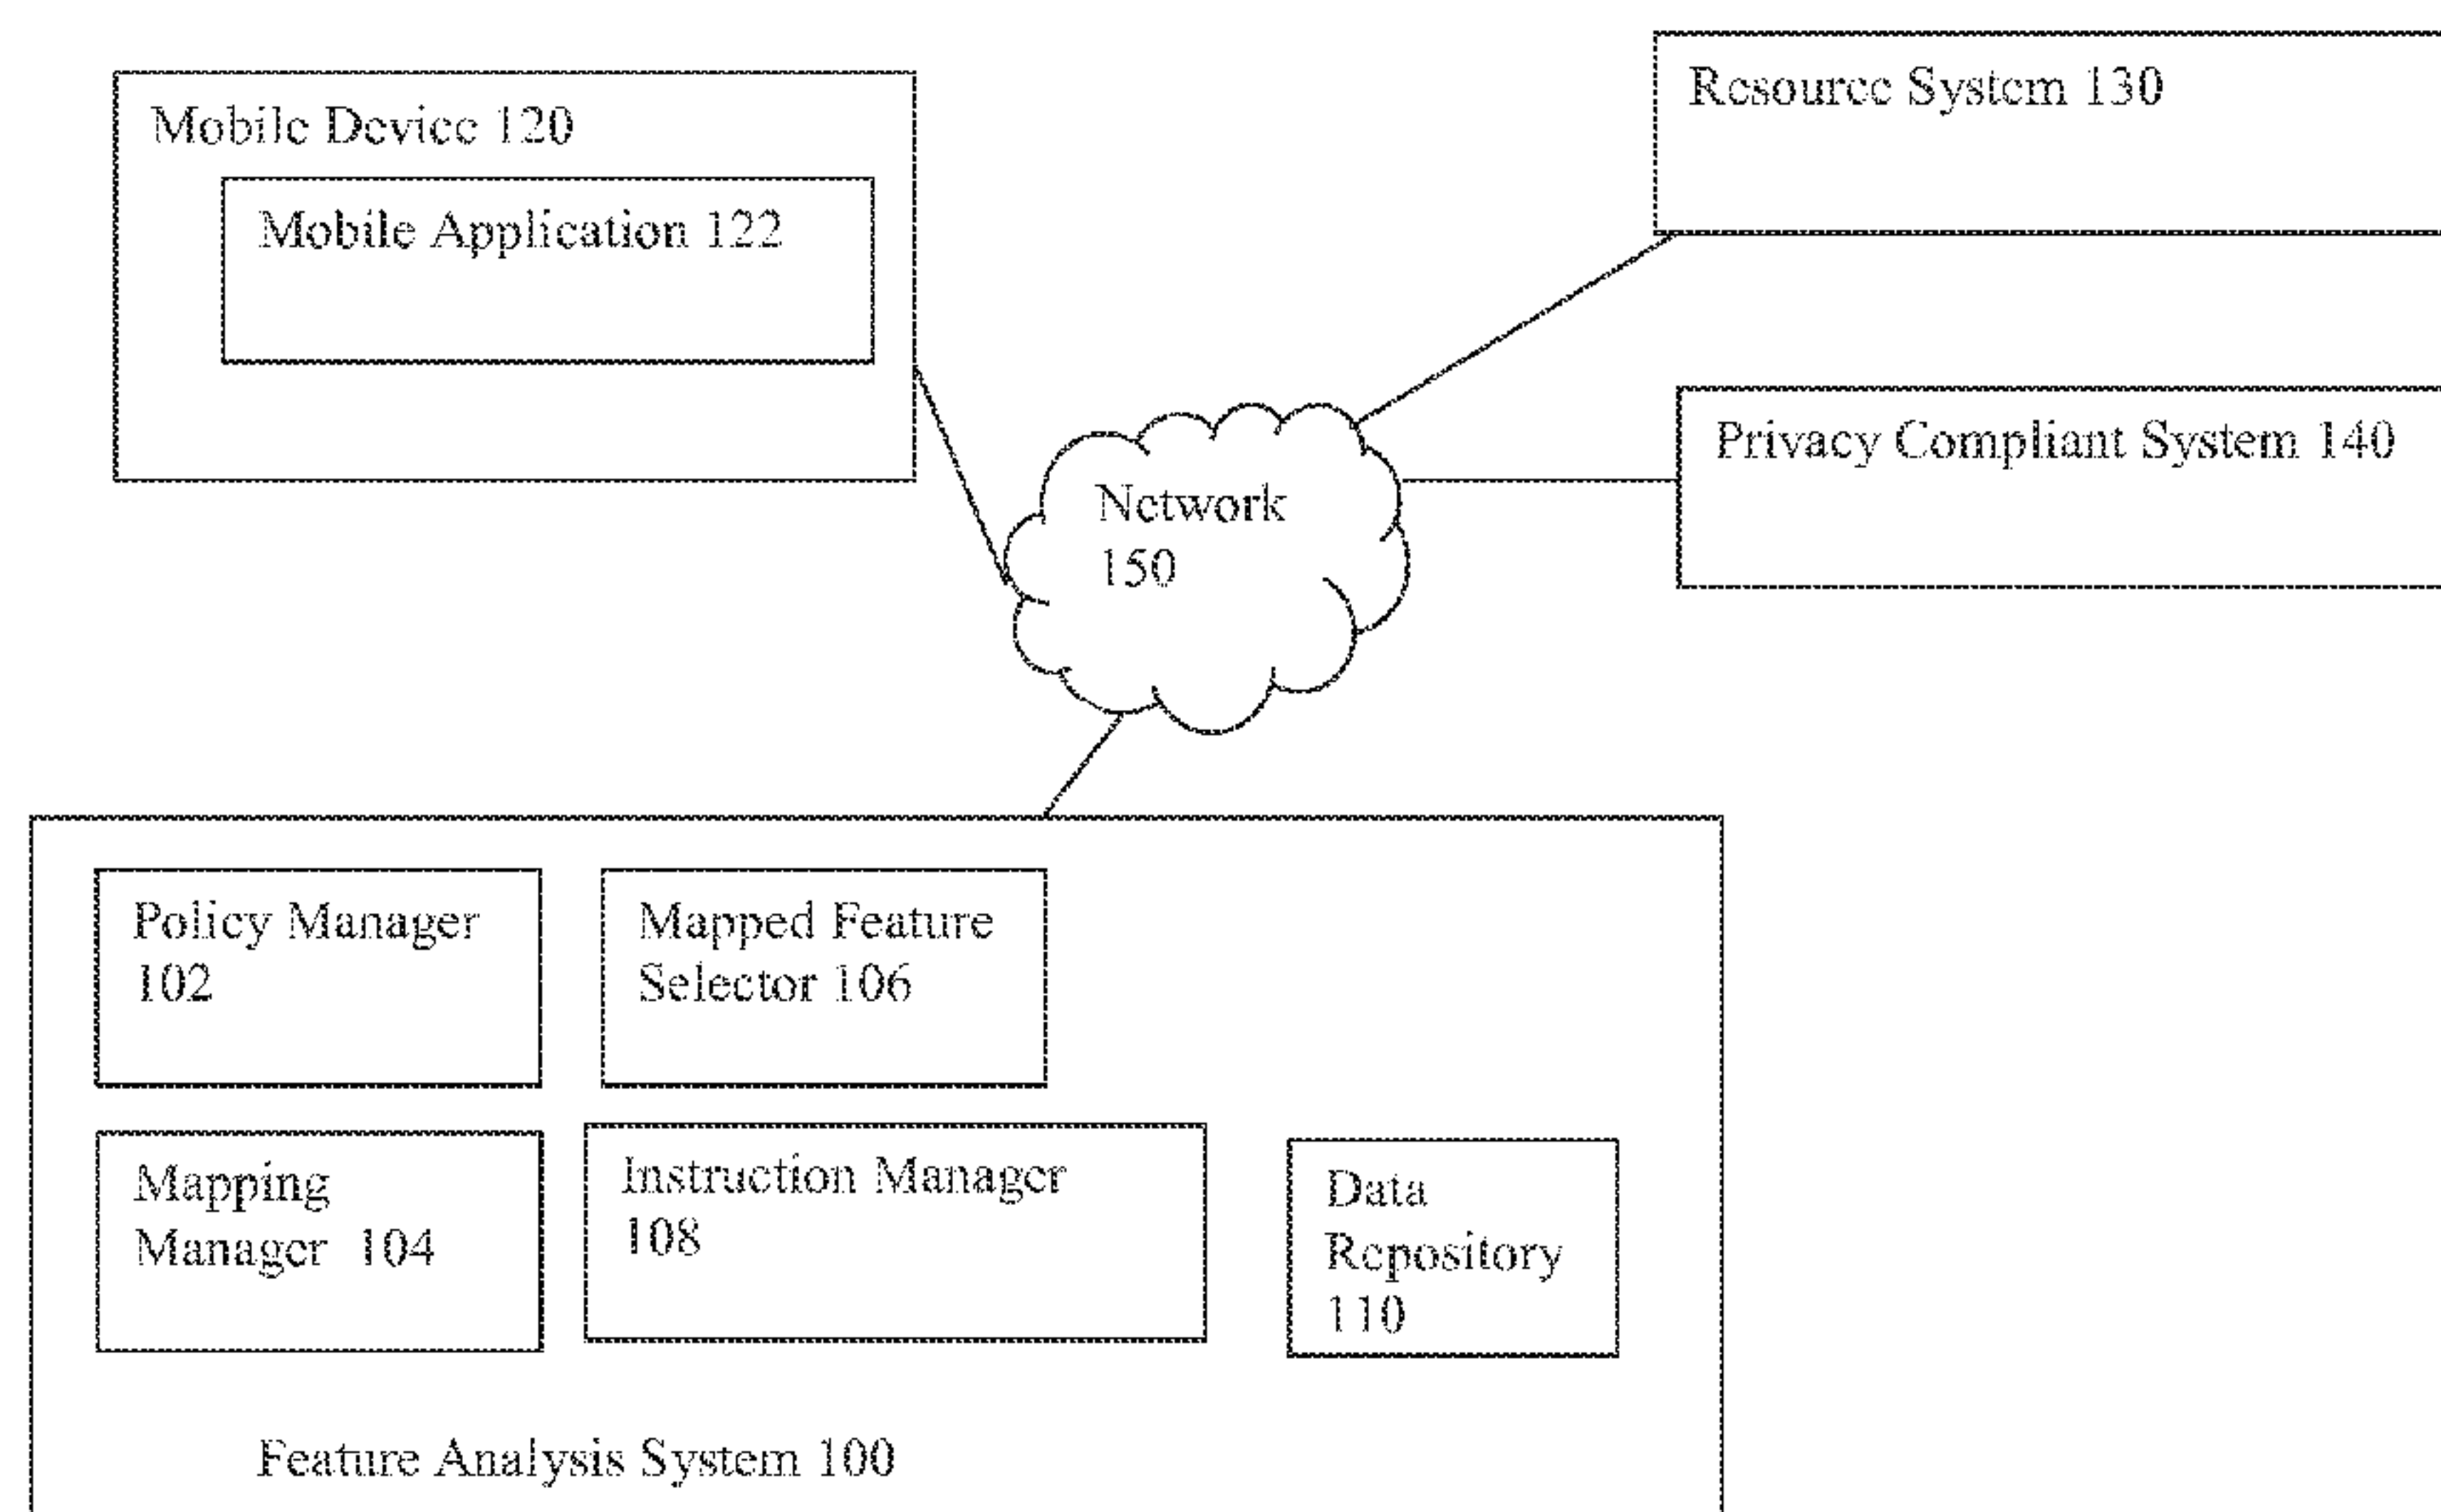 Mobile Device 120
Mobile Application 122
Resource System 130
Privacy Compliant System 140
Network
150
Policy Manager
102
Mapped Feature
Selector 106
Mapping
Manager 104
Instruction Manager
108
Data
Repository
110
Feature Analysis System 100